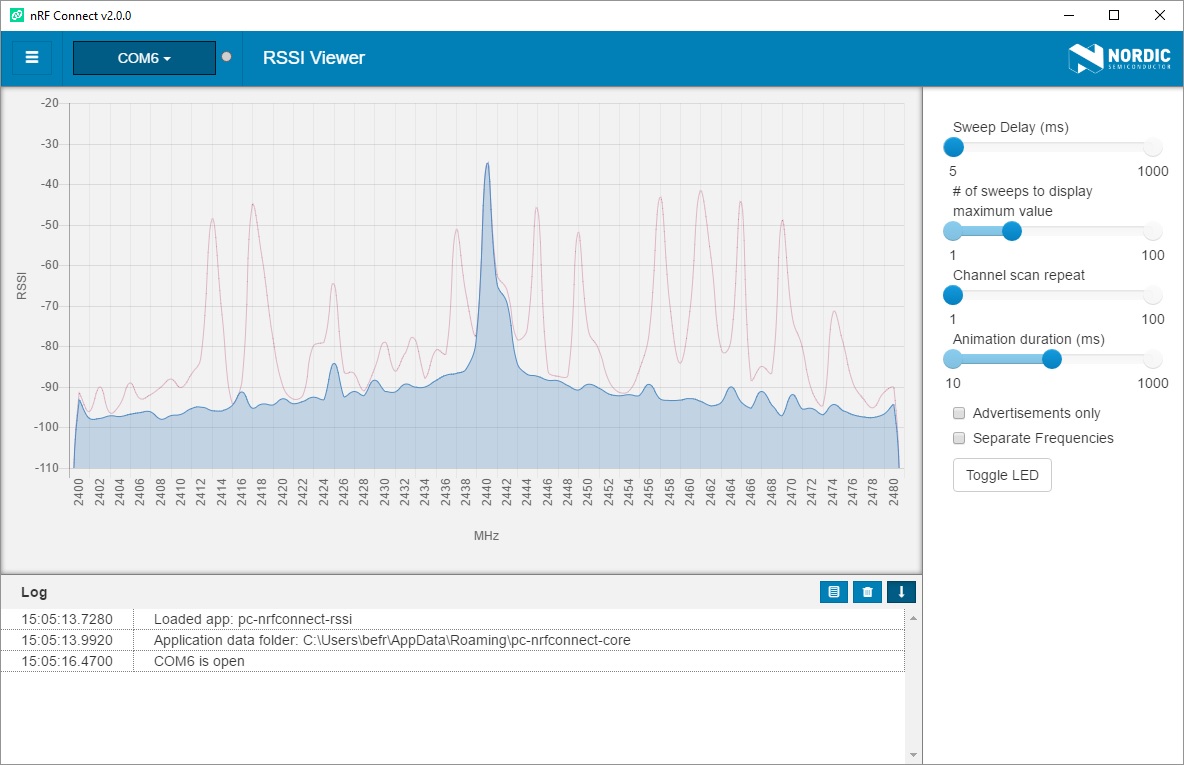 nRF Connect v2.0.0
COM6
RSSI Viewer
NORDIC
SEMICONDUCTOR
-20
-30
-40
-50
-60
-70
-80
-90
-100
-110
RSSI
2400 2402 2404 2406 2408 2410 2412 2414 2416 2418 2420 2422 2424 2426 2428 2430 2432 2434 2436 2438 2440 2442 2444 2446 2448 2450 2452 2454 2456 2458 2460 2462 2464 2466 2468 2470 2472 2474 2476 2478 2480
MHz
Sweep Delay (ms)
5 1000
# of sweeps to display
maximum value
1 100
Channel scan repeat
1 100
Animation duration (ms)
10 1000
Advertisements only
Separate Frequencies
Toggle LED
Log
15:05:13.7280 Loaded app: pc-nrfconnect-rssi
15:05:13.9920 Application data folder: C:\Users\befr\AppData\Roaming\pc-nrfconnect-core
15:05:16.4700 COM6 is open